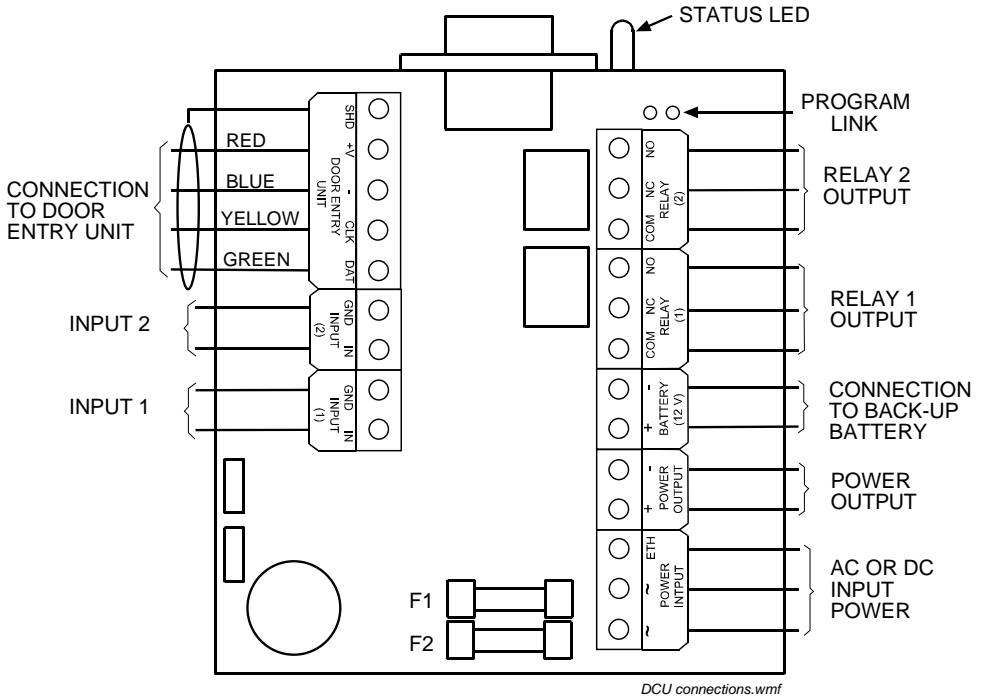 STATUS LED
PROGRAM
LINK
CONNECTION
TO DOOR
ENTRY UNIT
RED
BLUE
YELLOW
GREEN
SHD
+V
-
CLK
DAT
DOOR ENTRY
UNIT
INPUT 2
GND
IN
INPUT
(2)
INPUT 1
GND
IN
INPUT
(1)
NO
NC
COM
RELAY
(2)
RELAY 2
OUTPUT
NO
NC
COM
RELAY
(1)
RELAY 1
OUTPUT
-
+
BATTERY
(12 V)
CONNECTION
TO BACK-UP
BATTERY
-
+
POWER
OUTPUT
POWER
OUTPUT
ETH
~
~
POWER
INTPUT
AC OR DC
INPUT
POWER
F1
F2
DCU connections.wmf